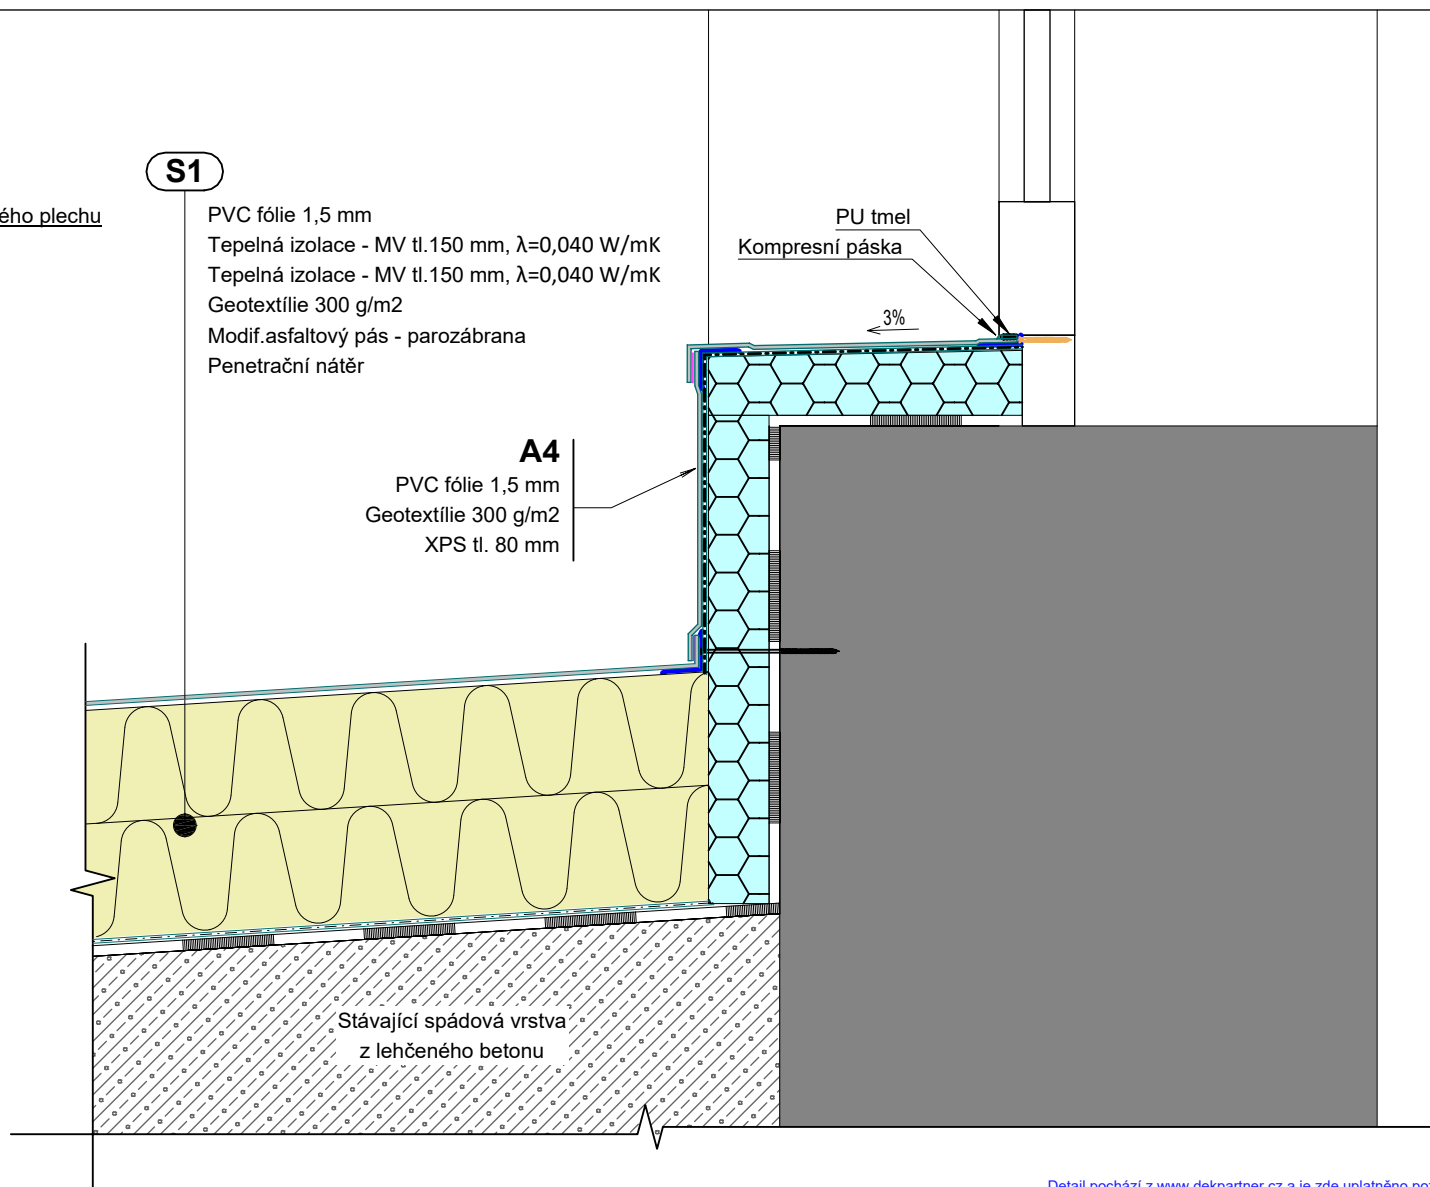 S1
ého plechu
PVC fólie 1,5 mm
Tepelná izolace - MV tl.150 mm, λ=0,040 W/mK
Tepelná izolace - MV tl.150 mm, λ=0,040 W/mK
Geotextílie 300 g/m2
Modif.asfaltový pás - parozábrana
Penetrační nátěr
PU tmel
Kompresní páska
3%
A4
PVC fólie 1,5 mm
Geotextílie 300 g/m2
XPS tl. 80 mm
Stávající spádová vrstva
z lehčeného betonu
Detail pochází z www.dekpartner.cz a je zde uplatněno